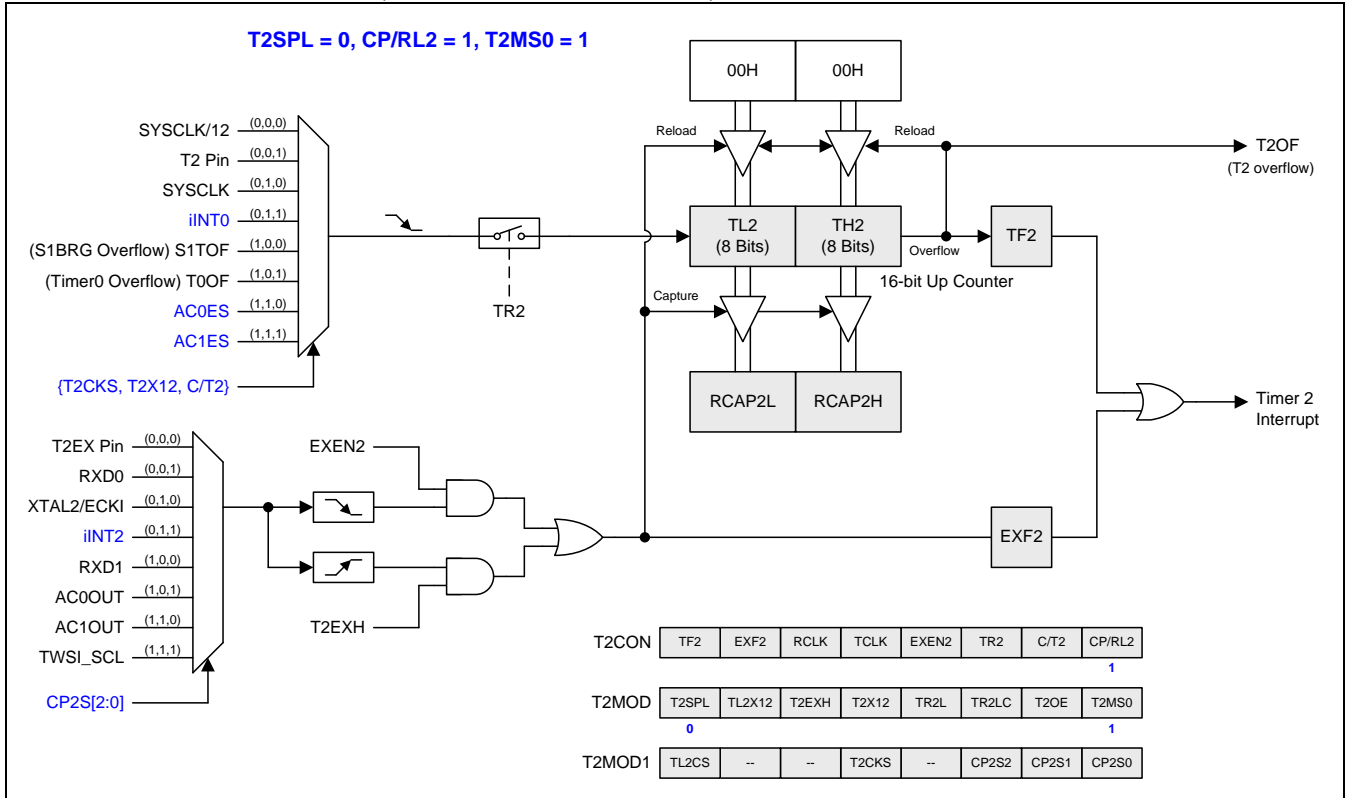 T2SPL = 0, CP/RL2 = 1, T2MS0 = 1
00H 00H
Reload Reload
SYSCLK/12 (0,0,0)
T2 Pin (0,0,1)
SYSCLK (0,1,0)
iINT0 (0,1,1)
(S1BRG Overflow) S1TOF (1,0,0)
(Timer0 Overflow) T0OF (1,0,1)
AC0ES (1,1,0)
AC1ES (1,1,1)
{T2CKS, T2X12, C/T2}
TR2
TL2
(8 Bits)
TH2
(8 Bits)
Overflow
TF2
T2OF
(T2 overflow)
16-bit Up Counter
Capture
RCAP2L RCAP2H
Timer 2
Interrupt
T2EX Pin (0,0,0)
RXD0 (0,0,1)
XTAL2/ECKI (0,1,0)
iINT2 (0,1,1)
RXD1 (1,0,0)
AC0OUT (1,0,1)
AC1OUT (1,1,0)
TWSI_SCL (1,1,1)
CP2S[2:0]
EXEN2
T2EXH
EXF2
T2CON TF2 EXF2 RCLK TCLK EXEN2 TR2 C/T2 CP/RL2
1
T2MOD T2SPL TL2X12 T2EXH T2X12 TR2L TR2LC T2OE T2MS0
0 1
T2MOD1 TL2CS -- -- T2CKS -- CP2S2 CP2S1 CP2S0